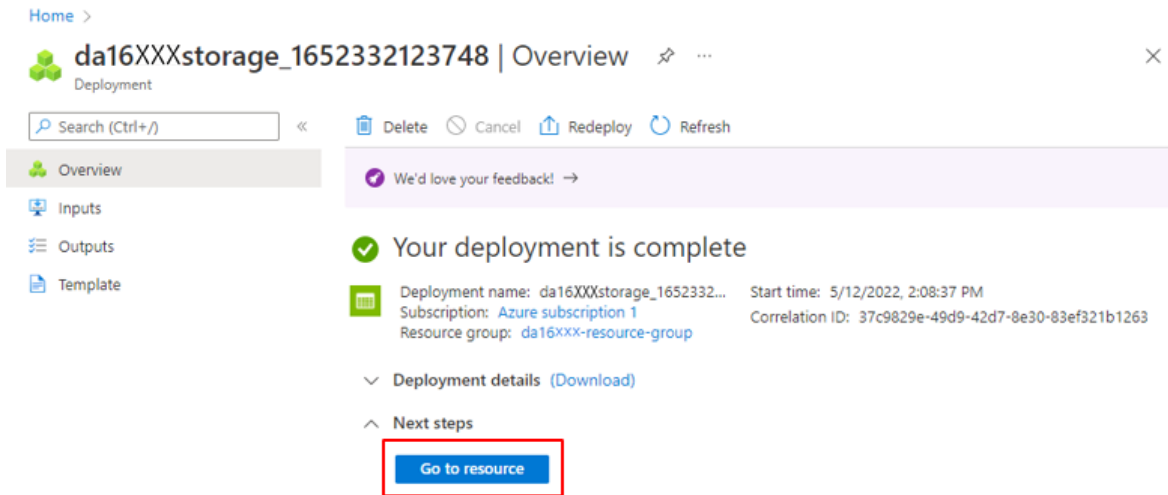 Home >
da16XXXstorage_1652332123748 | Overview ...
Deployment
Search (Ctrl+/) «
Delete Cancel Redeploy Refresh
Overview
We'd love your feedback! →
Inputs
Outputs
Template
Your deployment is complete
Deployment name: da16XXXstorage_1652332... Start time: 5/12/2022, 2:08:37 PM
Subscription: Azure subscription 1 Correlation ID: 37c9829e-49d9-42d7-8e30-83ef321b1263
Resource group: da16XXX-resource-group
Deployment details (Download)
Next steps
Go to resource